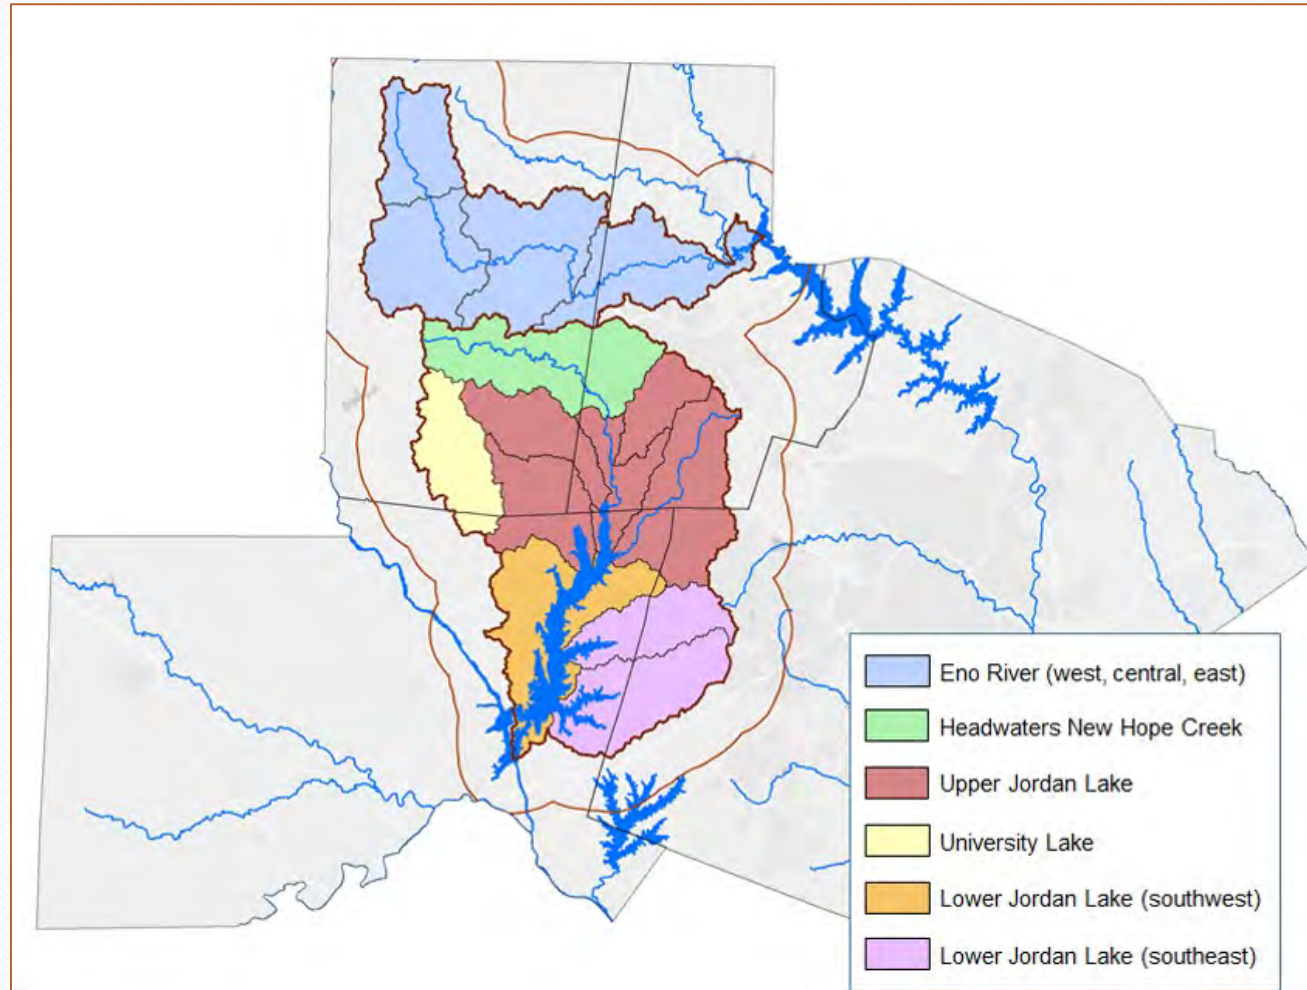 Eno River (west, central, east)
Headwaters New Hope Creek
Upper Jordan Lake
University Lake
Lower Jordan Lake (southwest)
Lower Jordan Lake (southeast)